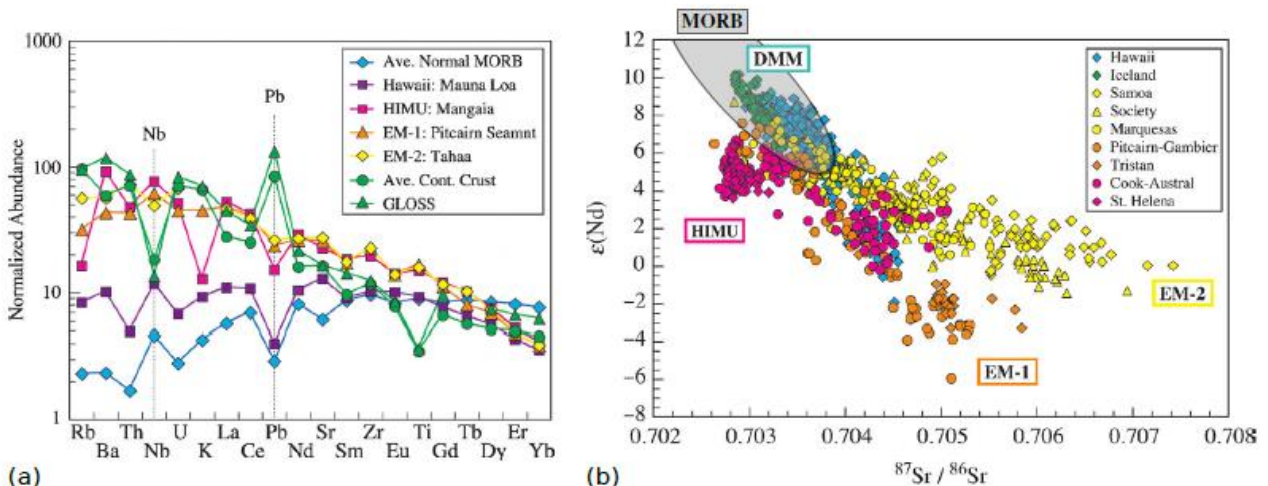 1000
100
10
1
Normalized Abundance
Nb
Pb
Ave. Normal MORB
Hawaii: Mauna Loa
HIMU: Mangaia
EM-1: Pitcairn Seamnt
EM-2: Tahaa
Ave. Cont. Crust
GLOSS
Rb Th U La Pb Sr Zr Ti Tb Er
Ba Nb K Ce Nd Sm Eu Gd Dy Yb
(a)
MORB
DMM
HIMU
EM-2
EM-1
Hawaii
Iceland
Samoa
Society
Marquesas
Pitcairn-Gambier
Tristan
Cook-Austral
St. Helena
ε(Nd)
12
10
8
6
4
2
0
−2
−4
−6
−8
0.702 0.703 0.704 0.705 0.706 0.707 0.708
⁸⁷Sr / ⁸⁶Sr
(b)